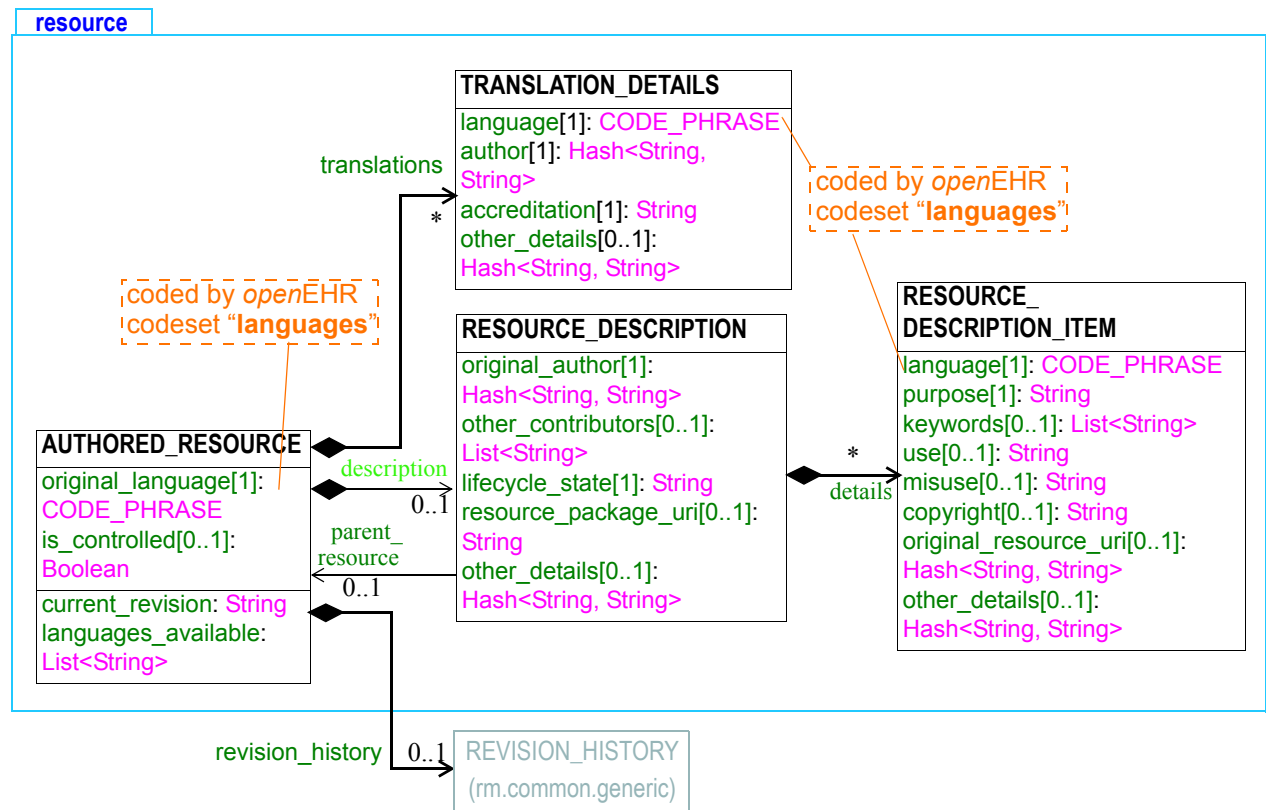 resource
TRANSLATION_DETAILS
language[1]: CODE_PHRASE
author[1]: Hash<String,
String>
accreditation[1]: String
other_details[0..1]:
Hash<String, String>
translations
*
coded by openEHR
codeset “languages”
coded by openEHR
codeset “languages”
RESOURCE_DESCRIPTION
original_author[1]:
Hash<String, String>
other_contributors[0..1]:
List<String>
lifecycle_state[1]: String
resource_package_uri[0..1]:
String
other_details[0..1]:
Hash<String, String>
RESOURCE_
DESCRIPTION_ITEM
language[1]: CODE_PHRASE
purpose[1]: String
keywords[0..1]: List<String>
use[0..1]: String
misuse[0..1]: String
copyright[0..1]: String
original_resource_uri[0..1]:
Hash<String, String>
other_details[0..1]:
Hash<String, String>
*
details
AUTHORED_RESOURCE
original_language[1]:
CODE_PHRASE
is_controlled[0..1]:
Boolean
current_revision: String
languages_available:
List<String>
description
0..1
parent_
resource
0..1
revision_history
0..1
REVISION_HISTORY
(rm.common.generic)